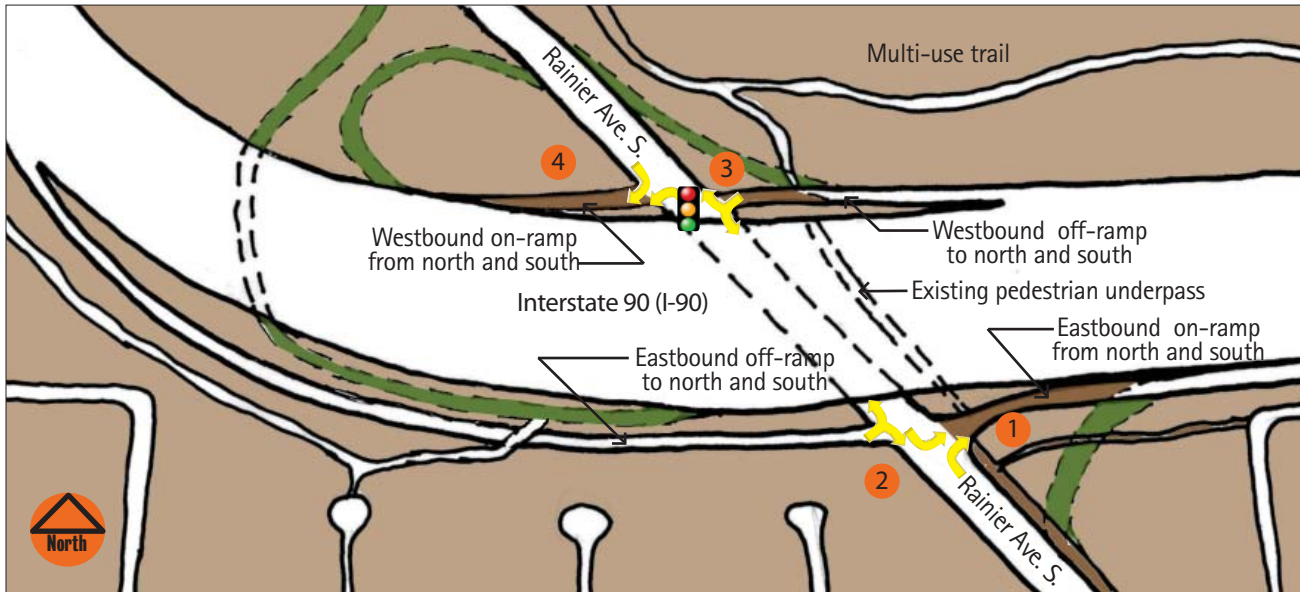 Multi-use trail
Rainier Ave. S.
4
3
Westbound on-ramp
from north and south
Westbound off-ramp
to north and south
Interstate 90 (I-90)
Existing pedestrian underpass
Eastbound off-ramp
to north and south
Eastbound on-ramp
from north and south
1
2
Rainier Ave. S.
North